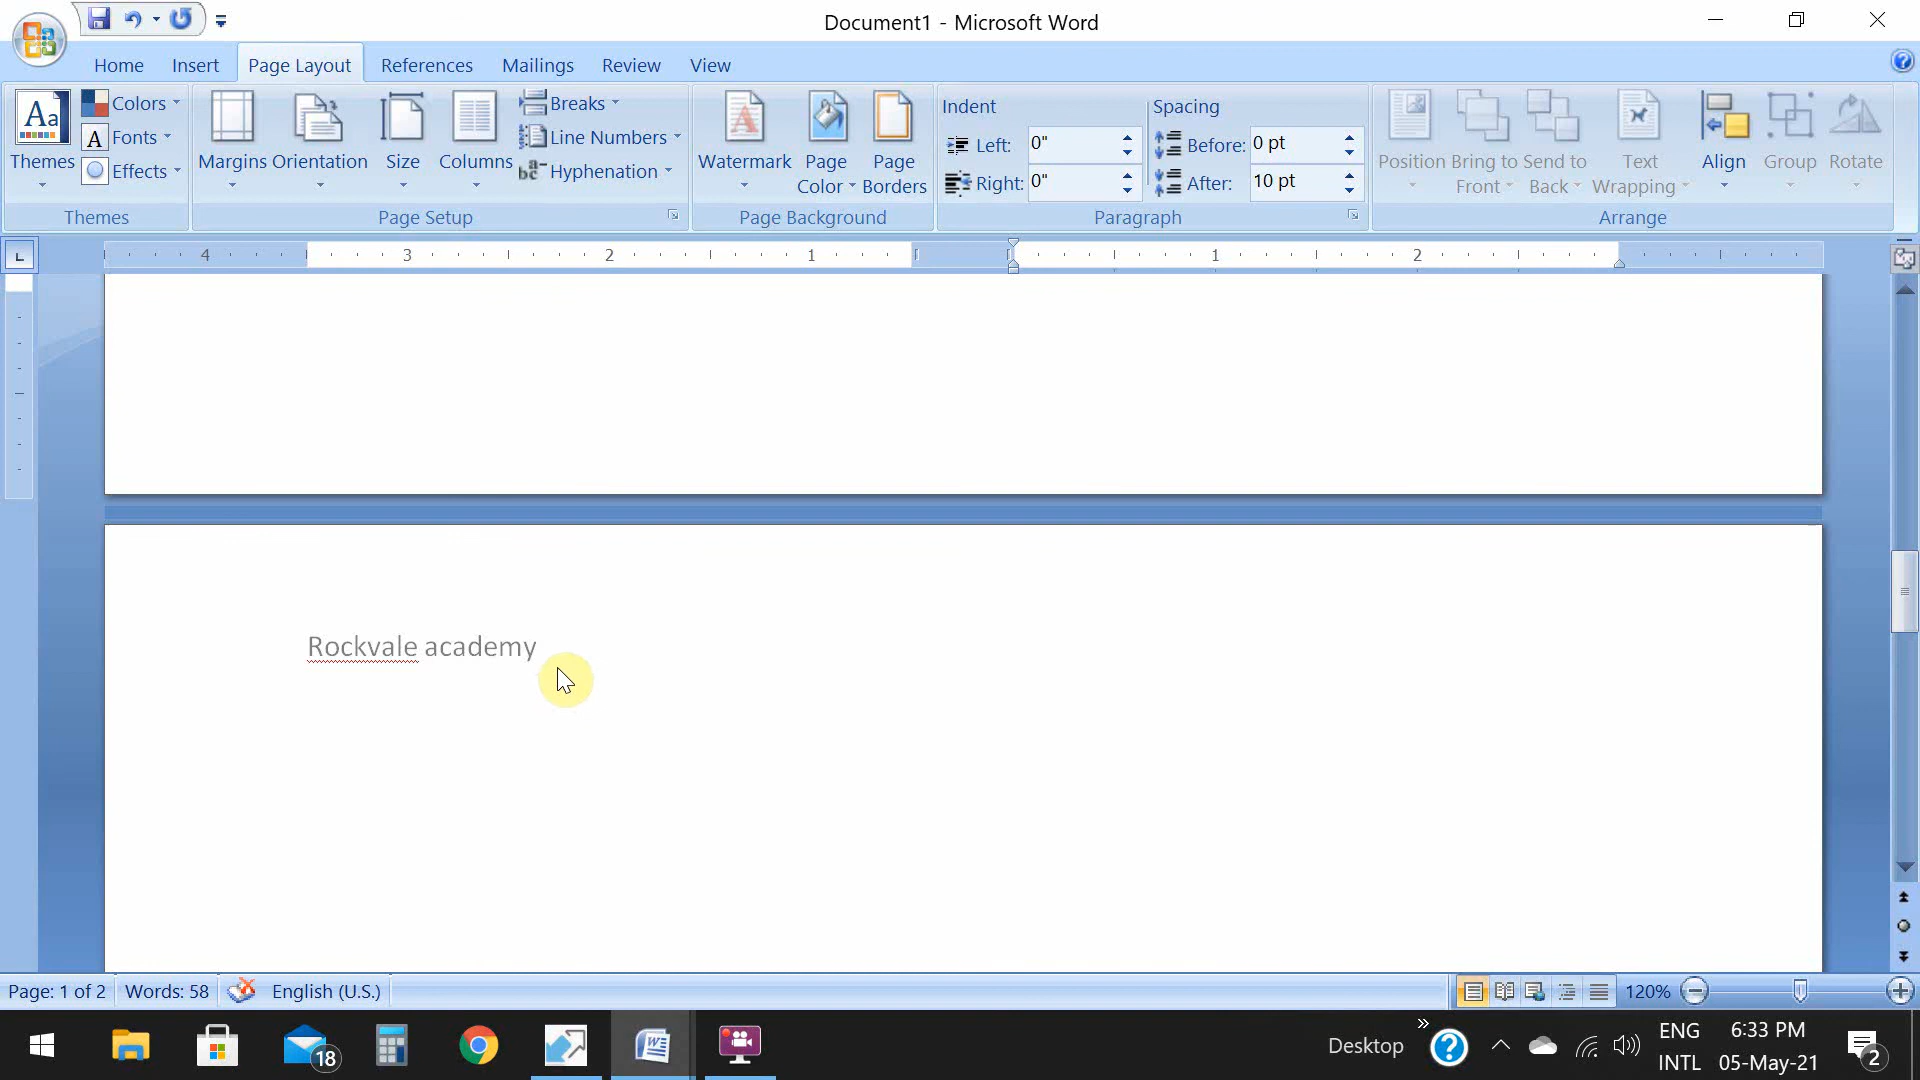 Document1 - Microsoft Word
Home Insert Page Layout References Mailings Review View
Aa Themes
Colors
A Fonts
Effects
Margins Orientation Size Columns
Breaks
Line Numbers
Hyphenation
Watermark Page Color Page Borders
Indent
Left: 0"
Right: 0"
Spacing
Before: 0 pt
After: 10 pt
Position Bring to Front Send to Back Text Wrapping Align Group Rotate
Themes Page Setup Page Background Paragraph Arrange
4 3 2 1 1 2
Rockvale academy
Page: 1 of 2 Words: 58 English (U.S.) 120%
18
Desktop
ENG
INTL
6:33 PM
05-May-21
2